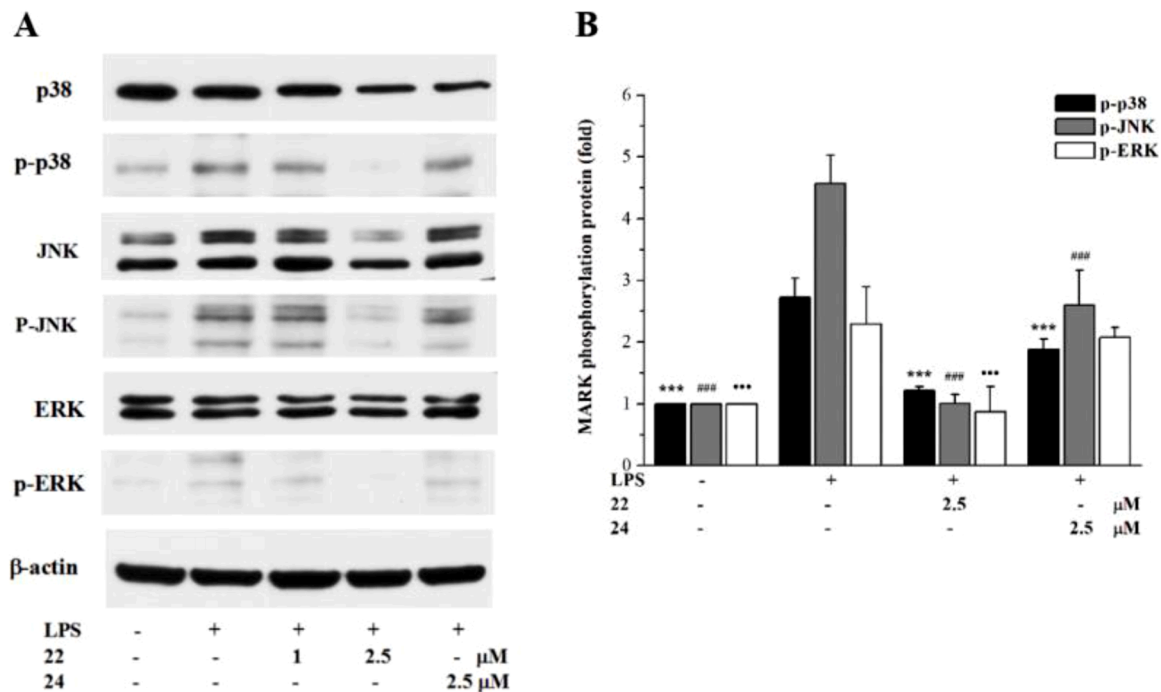 A
p38
p-p38
JNK
P-JNK
ERK
p-ERK
β-actin
LPS - + + + +
22 - - 1 2.5 - μM
24 - - - - 2.5 μM
B
MARK phosphorylation protein (fold)
6
5
4
3
2
1
0
p-p38
p-JNK
p-ERK
*** ### •••
*** ### •••
*** ###
LPS - + + +
22 - - 2.5 - μM
24 - - - 2.5 μM